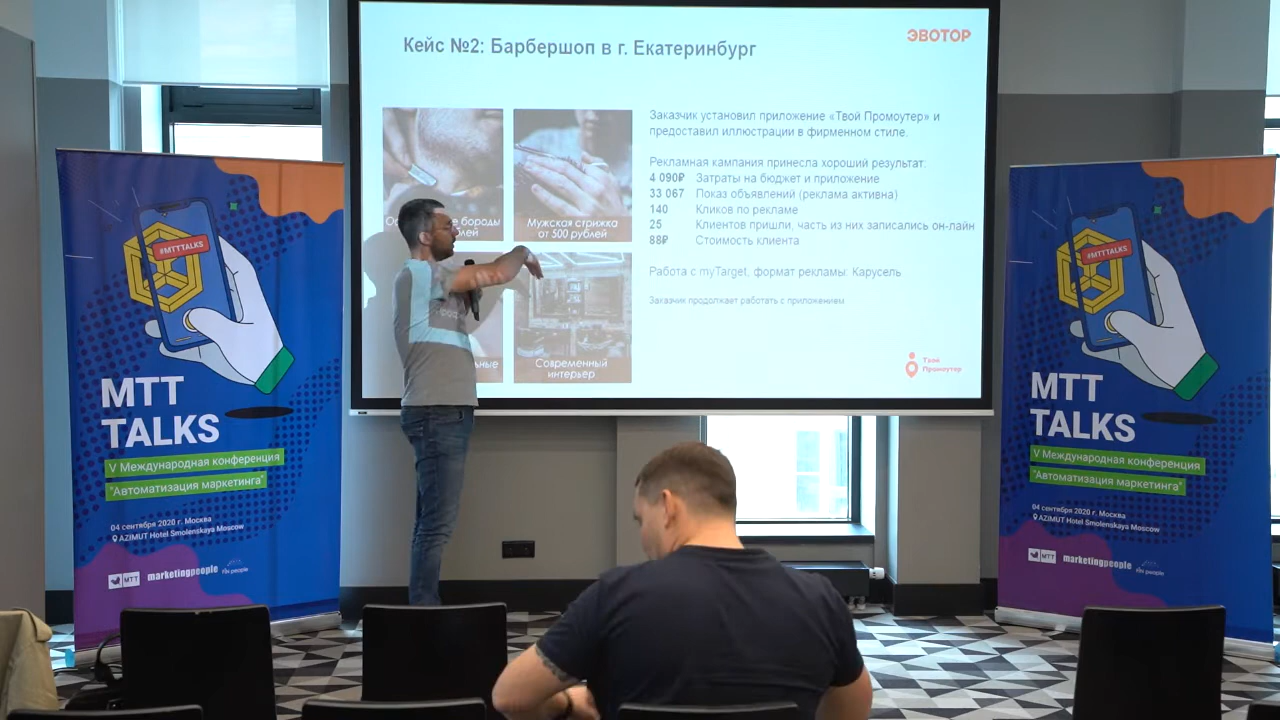 Кейс №2: Барбершоп в г. Екатеринбург
ЭВОТОР
Заказчик установил приложение «Твой Промоутер» и
предоставил иллюстрации в фирменном стиле.
Рекламная кампания принесла хороший результат:
4 090₽ Затраты на бюджет и приложение
33 067 Показ объявлений (реклама активна)
140 Кликов по рекламе
25 Клиентов пришли, часть из них записались он-лайн
88₽ Стоимость клиента
Работа с myTarget, формат рекламы: Карусель
Заказчик продолжает работать с приложением
бороды
Мужская стрижка
от 500 рублей
Современный
интерьер
Твой
Промоутер
#MTTTALKS
MTT
TALKS
V Международная конференция
"Автоматизация маркетинга"
04 сентября 2020 г. Москва
AZIMUT Hotel Smolenskaya Moscow
MTT
marketingpeople
#MTTTALKS
MTT
TALKS
V Международная конференция
"Автоматизация маркетинга"
04 сентября 2020 г. Москва
AZIMUT Hotel Smolenskaya Moscow
MTT
marketingpeople